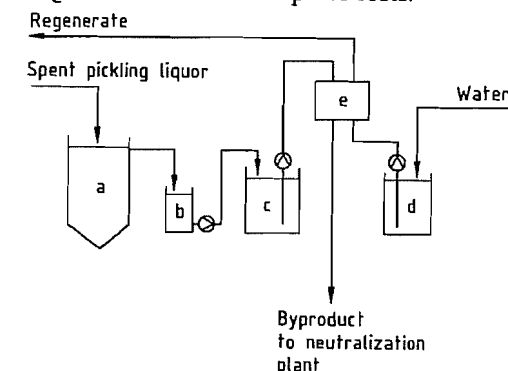 Regenerate
Spent pickling liquor
e
Water
a
b
c
d
Byproduct
to neutralization
plant